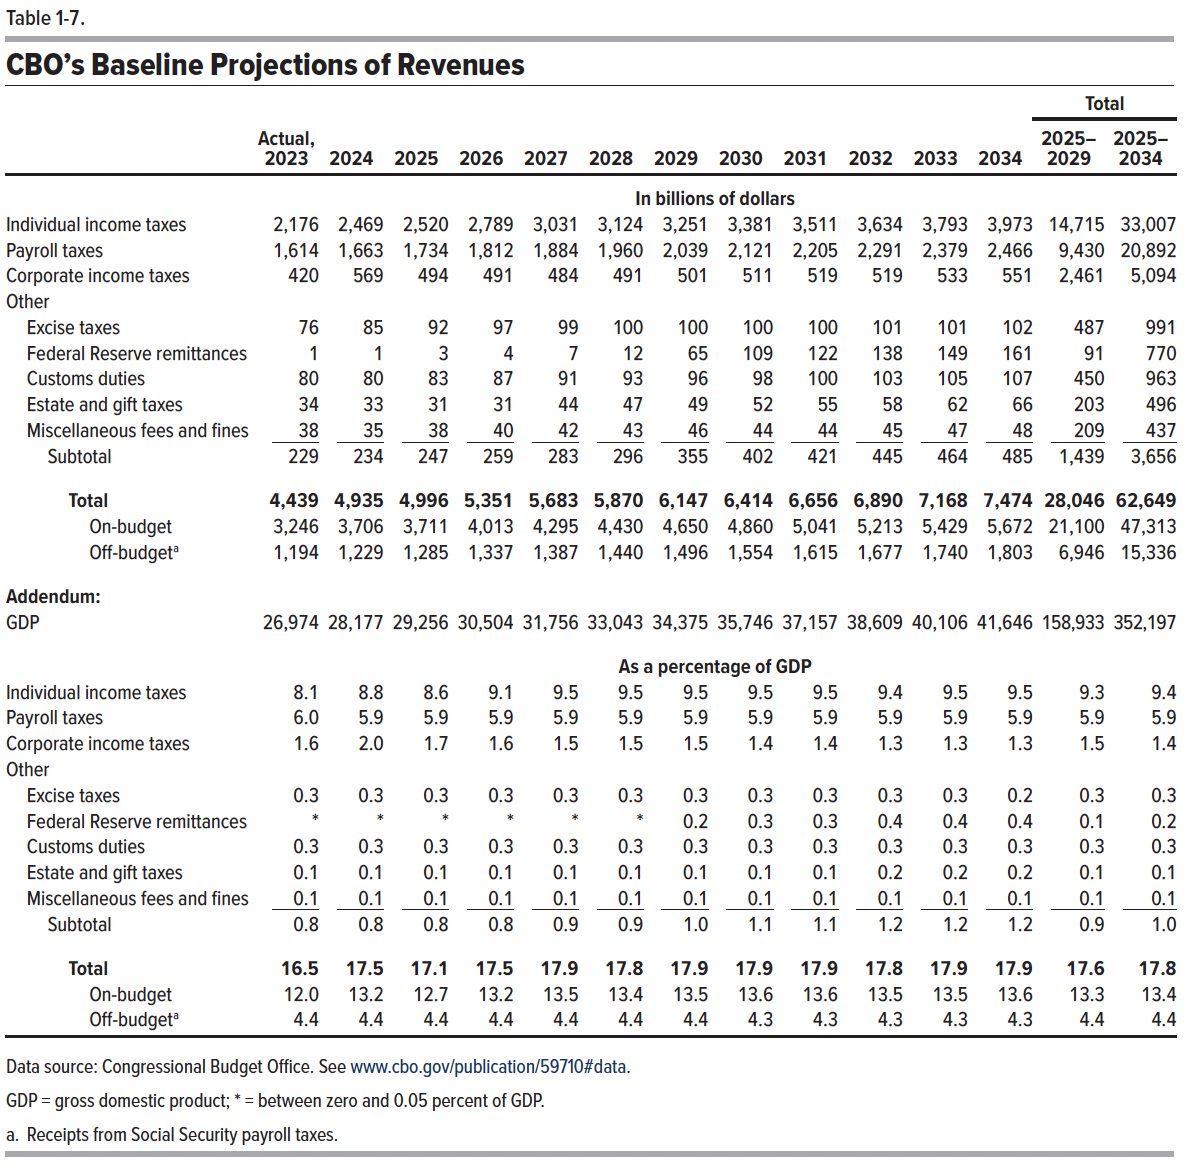 Table 1-7.
CBO’s Baseline Projections of Revenues
Total
Actual, 2025– 2025–
2023 2024 2025 2026 2027 2028 2029 2030 2031 2032 2033 2034 2029 2034
In billions of dollars
Individual income taxes 2,176 2,469 2,520 2,789 3,031 3,124 3,251 3,381 3,511 3,634 3,793 3,973 14,715 33,007
Payroll taxes 1,614 1,663 1,734 1,812 1,884 1,960 2,039 2,121 2,205 2,291 2,379 2,466 9,430 20,892
Corporate income taxes 420 569 494 491 484 491 501 511 519 519 533 551 2,461 5,094
Other
Excise taxes 76 85 92 97 99 100 100 100 100 101 101 102 487 991
Federal Reserve remittances 1 1 3 4 7 12 65 109 122 138 149 161 91 770
Customs duties 80 80 83 87 91 93 96 98 100 103 105 107 450 963
Estate and gift taxes 34 33 31 31 44 47 49 52 55 58 62 66 203 496
Miscellaneous fees and fines 38 35 38 40 42 43 46 44 44 45 47 48 209 437
Subtotal 229 234 247 259 283 296 355 402 421 445 464 485 1,439 3,656
Total 4,439 4,935 4,996 5,351 5,683 5,870 6,147 6,414 6,656 6,890 7,168 7,474 28,046 62,649
On-budget 3,246 3,706 3,711 4,013 4,295 4,430 4,650 4,860 5,041 5,213 5,429 5,672 21,100 47,313
Off-budgetᵃ 1,194 1,229 1,285 1,337 1,387 1,440 1,496 1,554 1,615 1,677 1,740 1,803 6,946 15,336
Addendum:
GDP 26,974 28,177 29,256 30,504 31,756 33,043 34,375 35,746 37,157 38,609 40,106 41,646 158,933 352,197
As a percentage of GDP
Individual income taxes 8.1 8.8 8.6 9.1 9.5 9.5 9.5 9.5 9.5 9.4 9.5 9.5 9.3 9.4
Payroll taxes 6.0 5.9 5.9 5.9 5.9 5.9 5.9 5.9 5.9 5.9 5.9 5.9 5.9 5.9
Corporate income taxes 1.6 2.0 1.7 1.6 1.5 1.5 1.5 1.4 1.4 1.3 1.3 1.3 1.5 1.4
Other
Excise taxes 0.3 0.3 0.3 0.3 0.3 0.3 0.3 0.3 0.3 0.3 0.3 0.2 0.3 0.3
Federal Reserve remittances * * * * * * 0.2 0.3 0.3 0.4 0.4 0.4 0.1 0.2
Customs duties 0.3 0.3 0.3 0.3 0.3 0.3 0.3 0.3 0.3 0.3 0.3 0.3 0.3 0.3
Estate and gift taxes 0.1 0.1 0.1 0.1 0.1 0.1 0.1 0.1 0.1 0.2 0.2 0.2 0.1 0.1
Miscellaneous fees and fines 0.1 0.1 0.1 0.1 0.1 0.1 0.1 0.1 0.1 0.1 0.1 0.1 0.1 0.1
Subtotal 0.8 0.8 0.8 0.8 0.9 0.9 1.0 1.1 1.1 1.2 1.2 1.2 0.9 1.0
Total 16.5 17.5 17.1 17.5 17.9 17.8 17.9 17.9 17.9 17.8 17.9 17.9 17.6 17.8
On-budget 12.0 13.2 12.7 13.2 13.5 13.4 13.5 13.6 13.6 13.5 13.5 13.6 13.3 13.4
Off-budgetᵃ 4.4 4.4 4.4 4.4 4.4 4.4 4.4 4.3 4.3 4.3 4.3 4.3 4.4 4.4
Data source: Congressional Budget Office. See www.cbo.gov/publication/59710#data.
GDP = gross domestic product; * = between zero and 0.05 percent of GDP.
a. Receipts from Social Security payroll taxes.